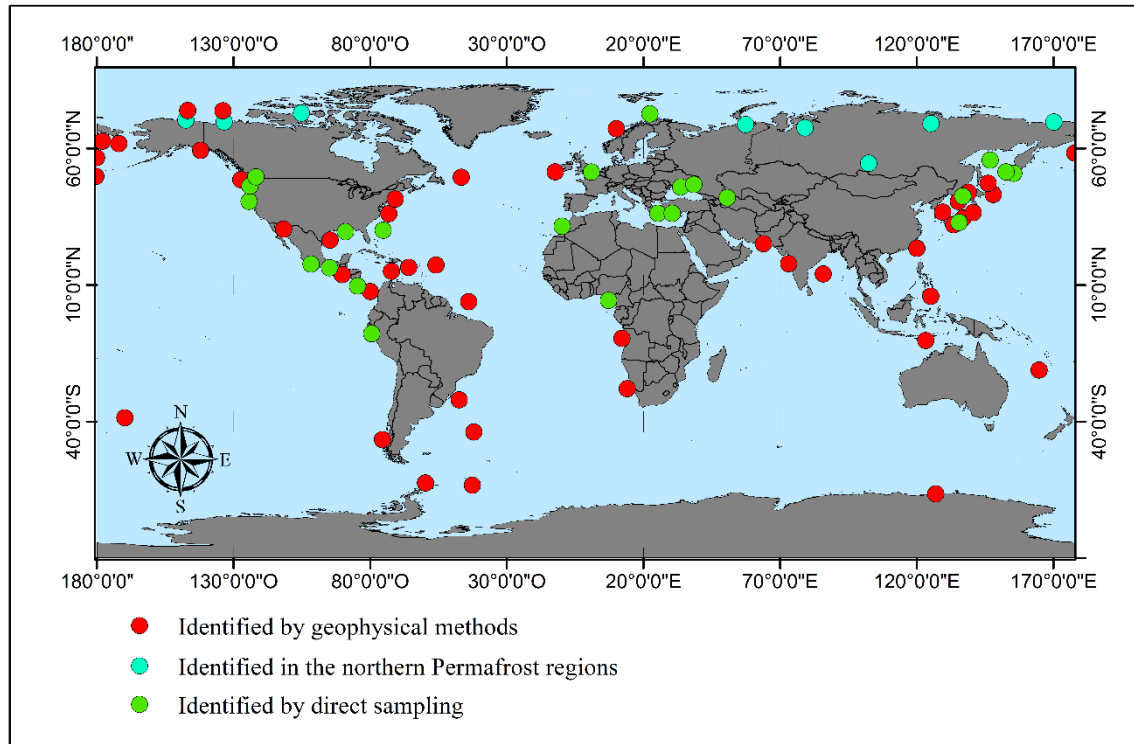 180°0'0" 130°0'0"O 80°0'0"O 30°0'0"O 20°0'0"E 70°0'0"E 120°0'0"E 170°0'0"E
60°0'0"N 60°0'0"N
10°0'0"N 10°0'0"N
40°0'0"S 40°0'0"S
N
W E
S
180°0'0" 130°0'0"O 80°0'0"O 30°0'0"O 20°0'0"E 70°0'0"E 120°0'0"E 170°0'0"E
Identified by geophysical methods
Identified in the northern Permafrost regions
Identified by direct sampling